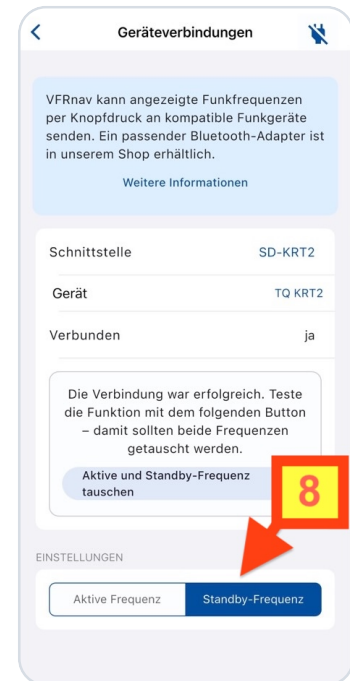 Geräteverbindungen
VFRnav kann angezeigte Funkfrequenzen
per Knopfdruck an kompatible Funkgeräte
senden. Ein passender Bluetooth-Adapter ist
in unserem Shop erhältlich.
Weitere Informationen
Schnittstelle SD-KRT2
Gerät TQ KRT2
Verbunden ja
Die Verbindung war erfolgreich. Teste
die Funktion mit dem folgenden Button
– damit sollten beide Frequenzen
getauscht werden.
Aktive und Standby-Frequenz
tauschen
8
EINSTELLUNGEN
Aktive Frequenz Standby-Frequenz